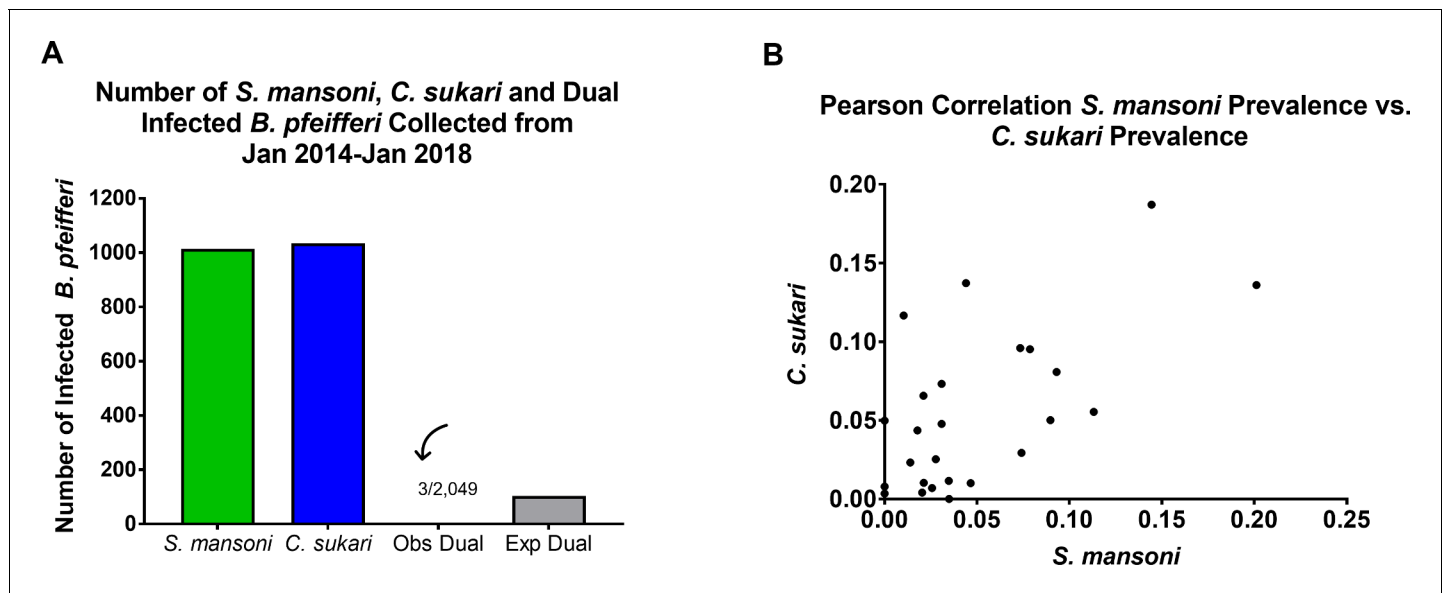 A
Number of S. mansoni, C. sukari and Dual
Infected B. pfeifferi Collected from
Jan 2014-Jan 2018
Number of Infected B. pfeifferi
1200
1000
800
600
400
200
0
3/2,049
S. mansoni C. sukari Obs Dual Exp Dual
B
Pearson Correlation S. mansoni Prevalence vs.
C. sukari Prevalence
C. sukari
0.20
0.15
0.10
0.05
0.00
0.00 0.05 0.10 0.15 0.20 0.25
S. mansoni